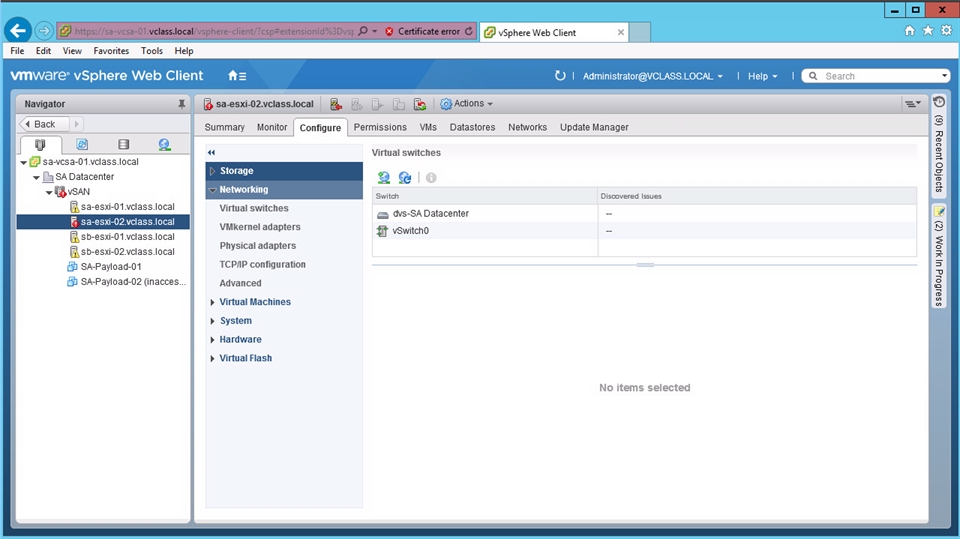 https://sa-vcsa-01.vclass.local/vsphere-client/?csp#extensionId%3Dvsp
Certificate error
vSphere Web Client
File Edit View Favorites Tools Help
vmware® vSphere Web Client
Administrator@VCLASS.LOCAL
Help
Search
Navigator
sa-esxi-02.vclass.local
Actions
Back
Summary Monitor Configure Permissions VMs Datastores Networks Update Manager
sa-vcsa-01.vclass.local
SA Datacenter
vSAN
sa-esxi-01.vclass.local
sa-esxi-02.vclass.local
sb-esxi-01.vclass.local
sb-esxi-02.vclass.local
SA-Payload-01
SA-Payload-02 (inacces...
Storage
Networking
Virtual switches
VMkernel adapters
Physical adapters
TCP/IP configuration
Advanced
Virtual Machines
System
Hardware
Virtual Flash
Virtual switches
Switch Discovered Issues
dvs-SA Datacenter --
vSwitch0 --
No items selected
(9) Recent Objects
(2) Work In Progress